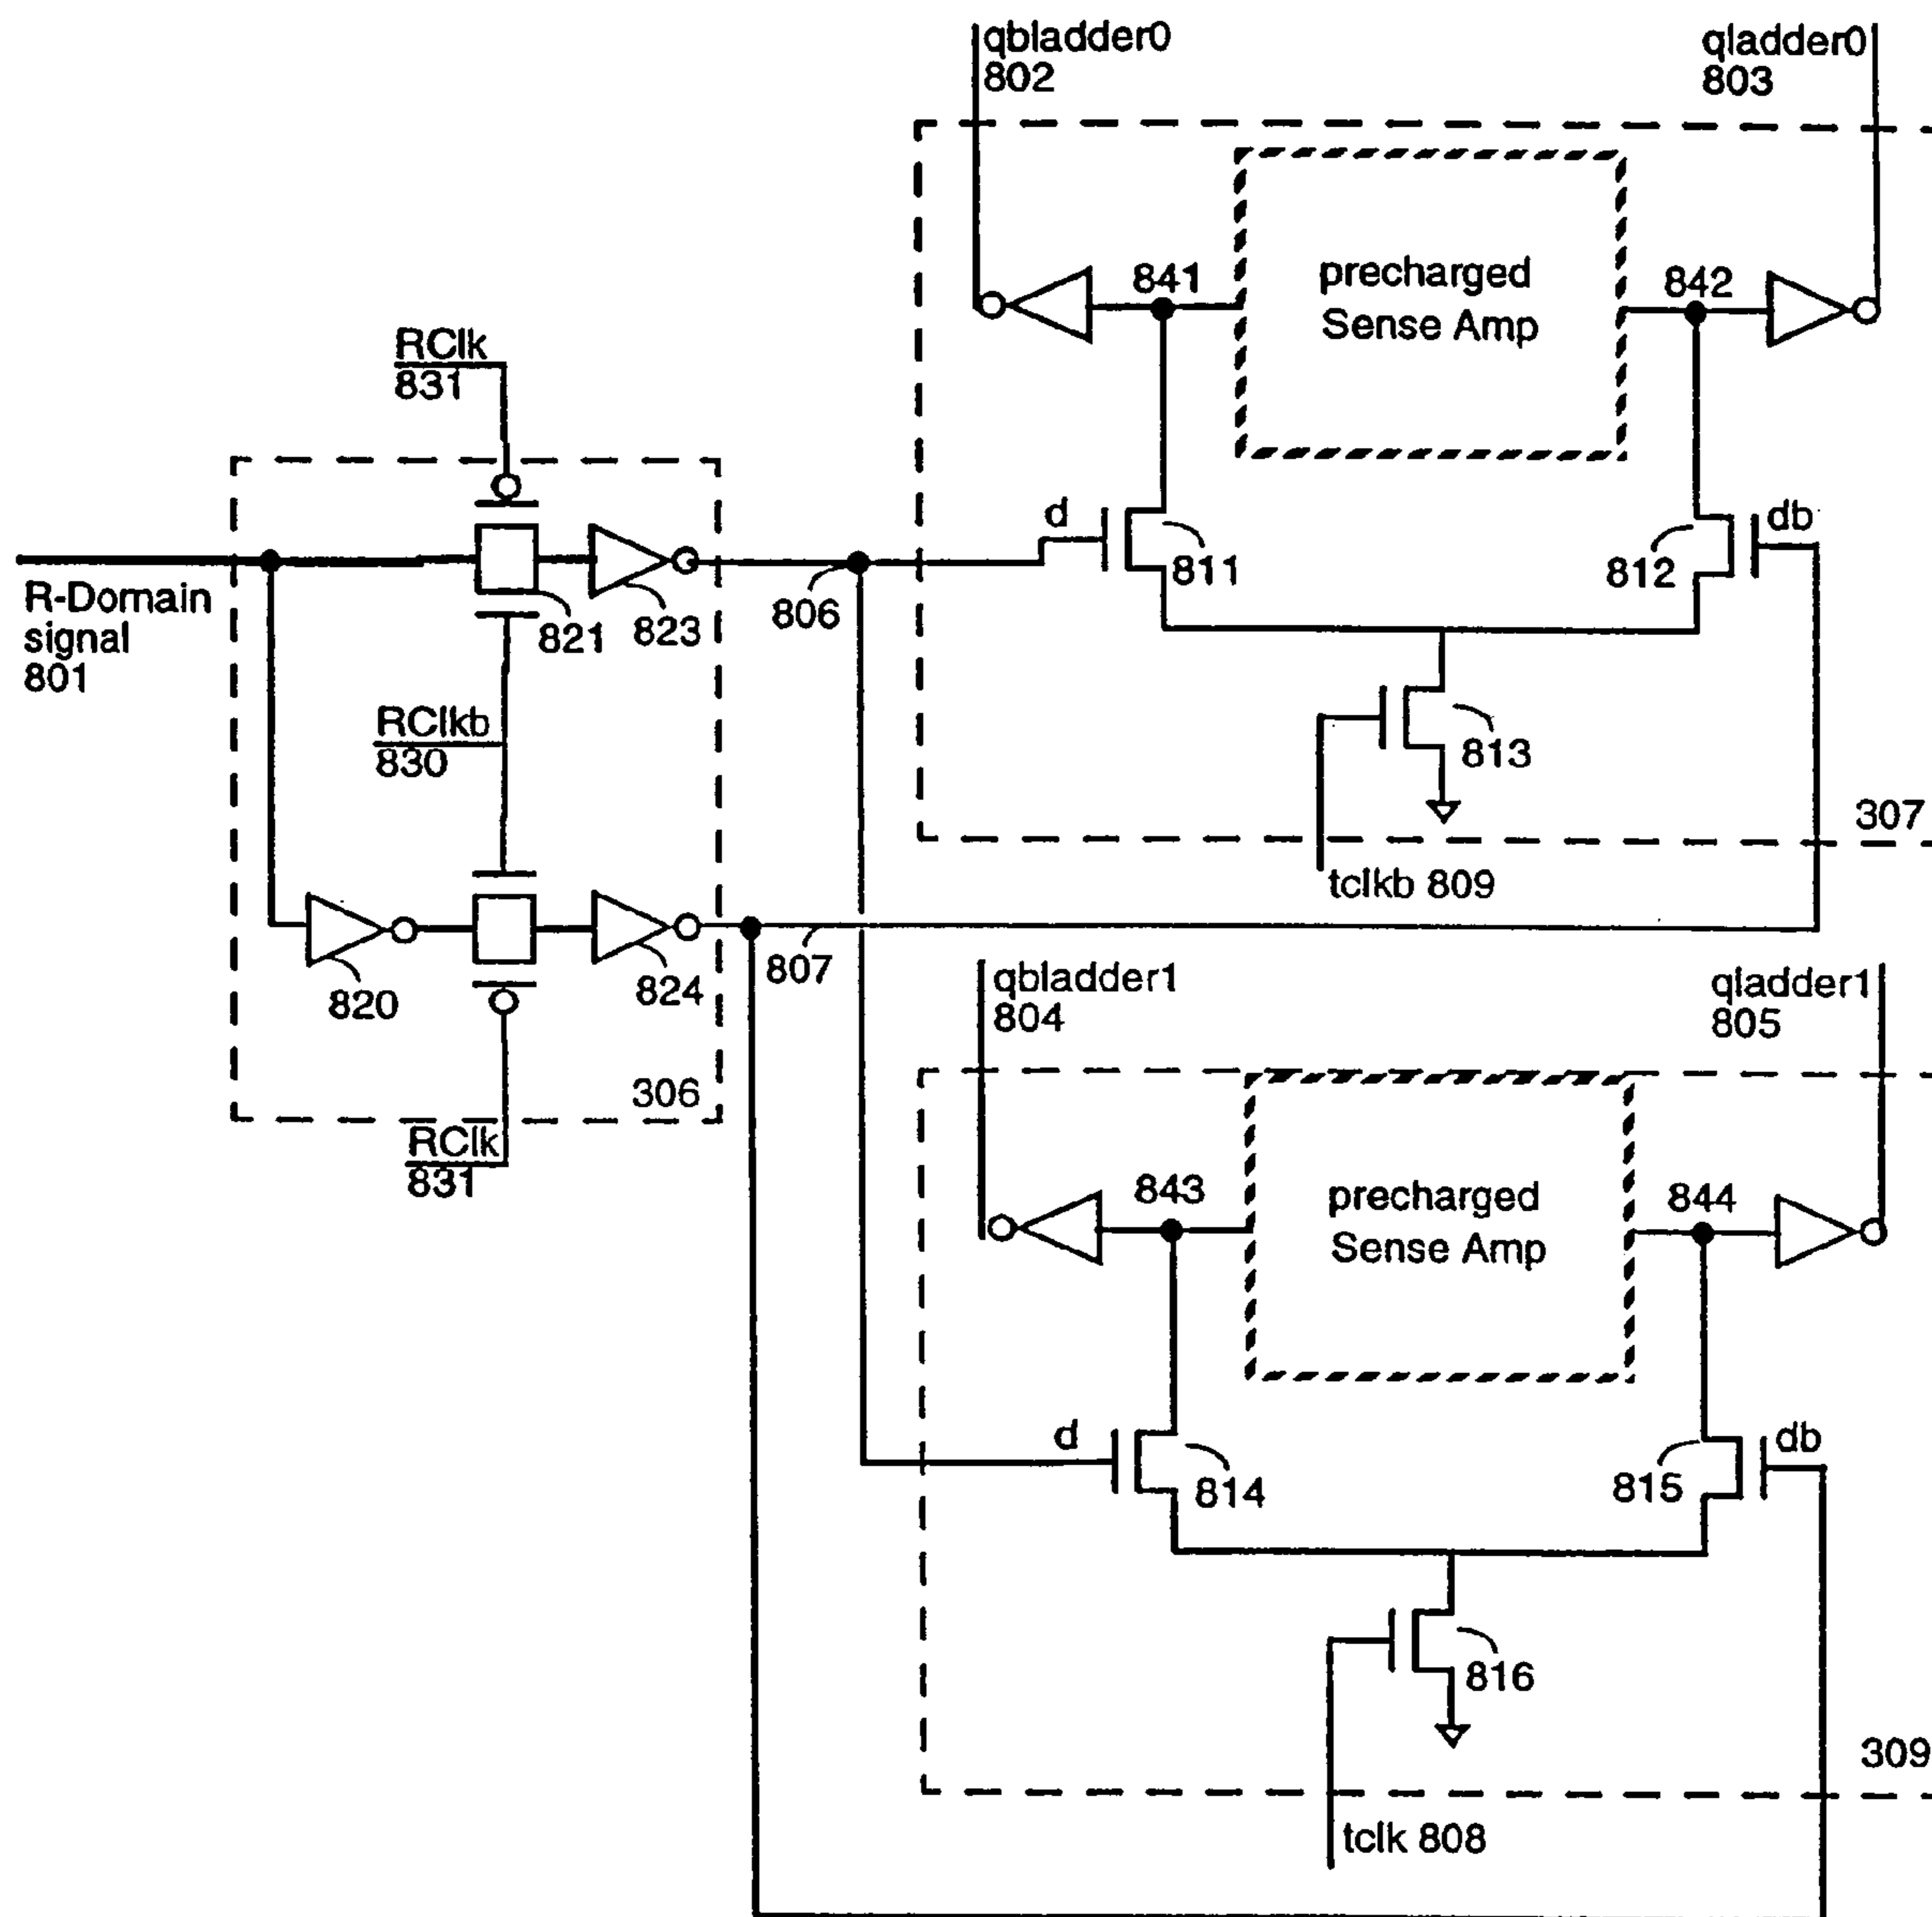 qbladder0
802
qladder0
803
841
precharged
Sense Amp
842
RClk
831
d
811
812
db
R-Domain
signal
801
821
823
806
RClkb
830
813
307
tclkb 809
820
824
807
qbladder1
804
qladder1
805
306
RClk
831
843
precharged
Sense Amp
844
d
814
815
db
816
309
tclk 808